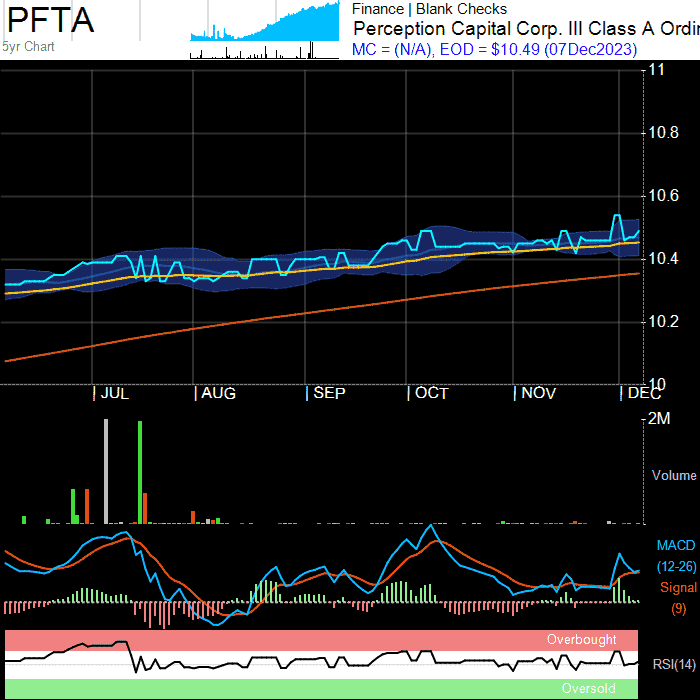 PFTA
5yr Chart
Finance | Blank Checks
Perception Capital Corp. III Class A Ordin
MC = (N/A), EOD = $10.49 (07Dec2023)
11
10.8
10.6
10.4
10.2
10
JUL AUG SEP OCT NOV DEC
2M
Volume
MACD
(12-26)
Signal
(9)
Overbought
RSI(14)
Oversold